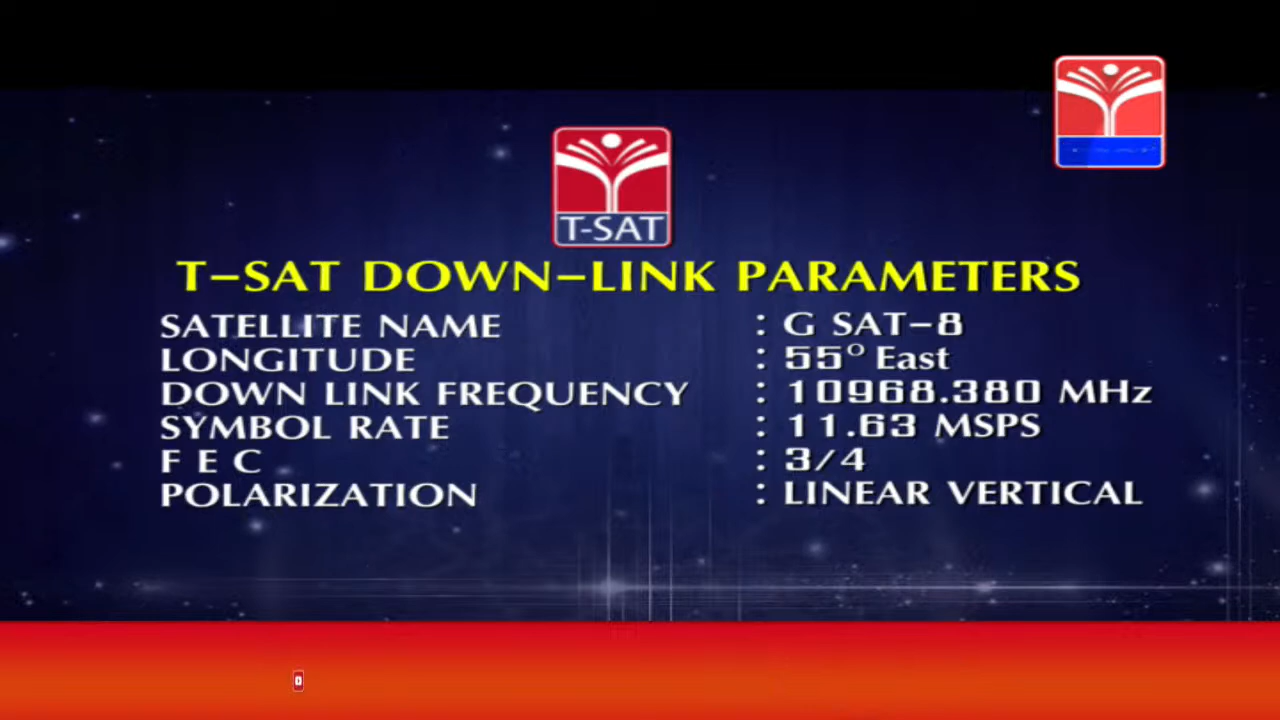 T-SAT
T-SAT DOWN-LINK PARAMETERS
SATELLITE NAME : G SAT-8
LONGITUDE : 55° East
DOWN LINK FREQUENCY : 10968.380 MHz
SYMBOL RATE : 11.63 MSPS
F E C : 3/4
POLARIZATION : LINEAR VERTICAL